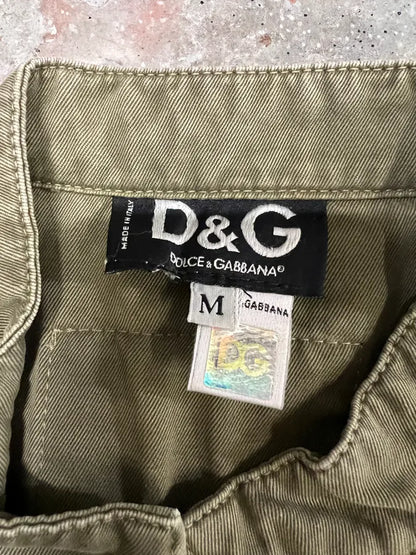 MADE IN ITALY
D&G
DOLCE & GABBANA®
M
GABBANA
DG